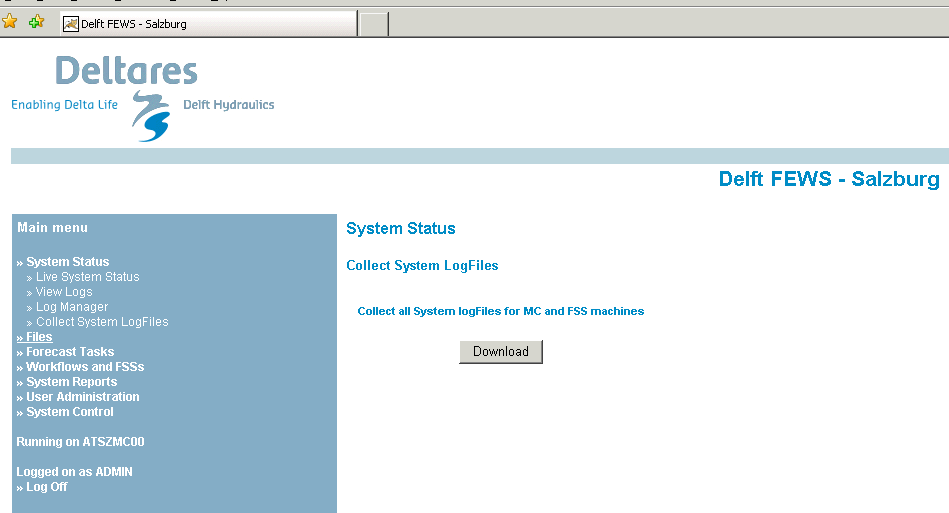 Delft FEWS - Salzburg
Deltares
Enabling Delta Life
Delft Hydraulics
Delft FEWS - Salzburg
Main menu
» System Status
» Live System Status
» View Logs
» Log Manager
» Collect System LogFiles
» Files
» Forecast Tasks
» Workflows and FSSs
» System Reports
» User Administration
» System Control
Running on ATSZMC00
Logged on as ADMIN
» Log Off
System Status
Collect System LogFiles
Collect all System logFiles for MC and FSS machines
Download